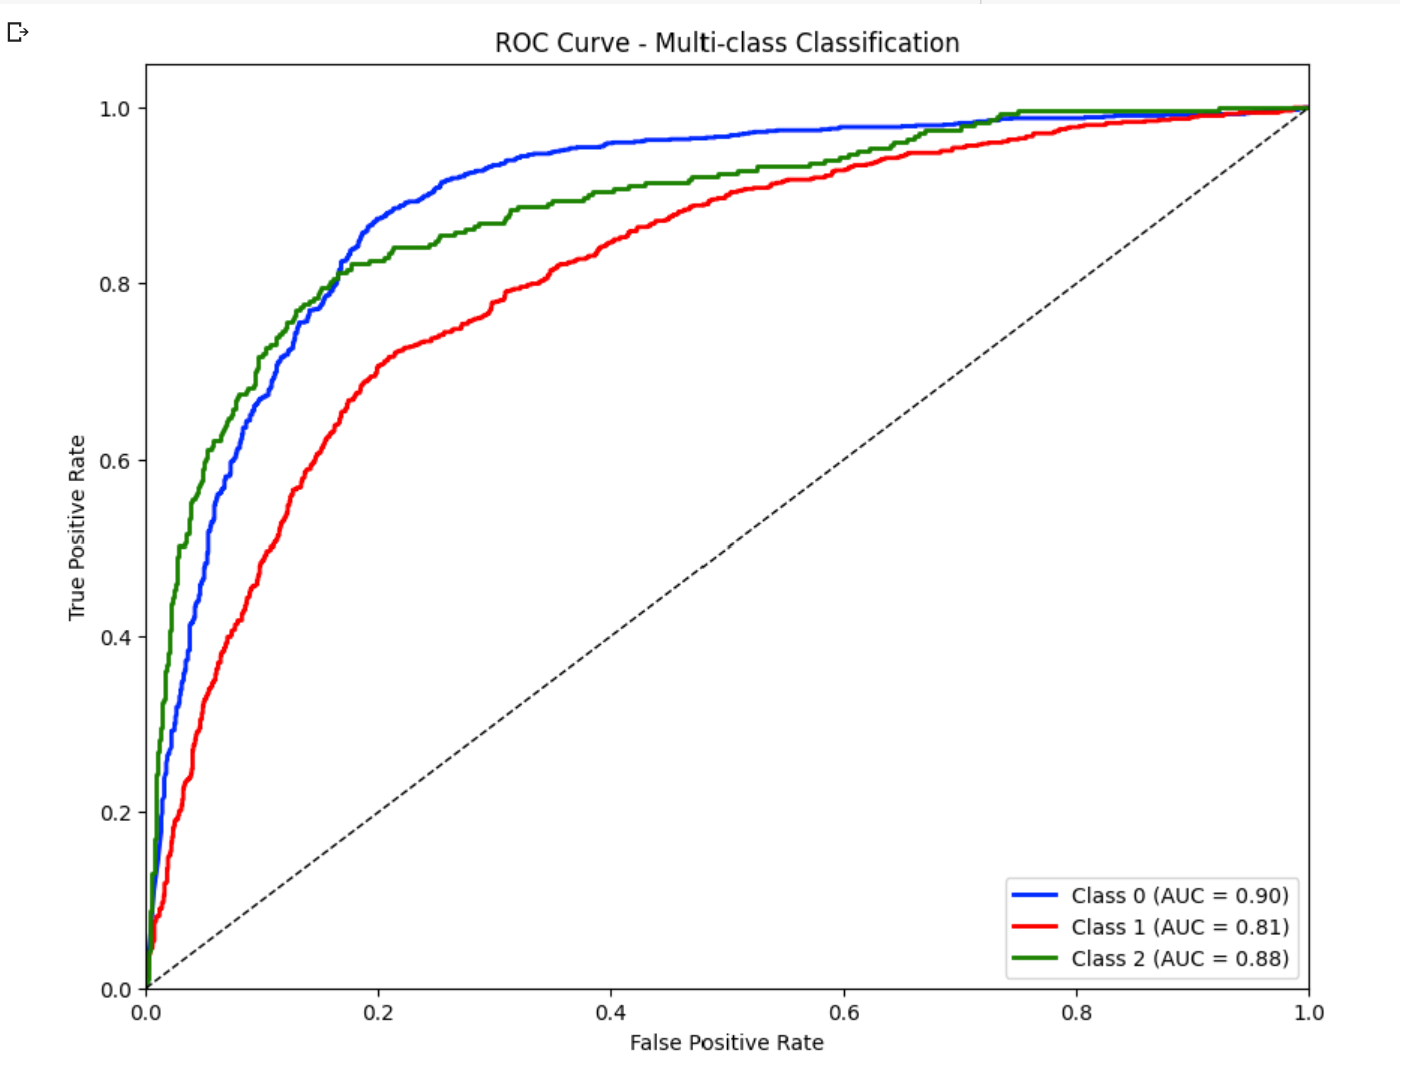 ROC Curve - Multi-class Classification
1.0
0.8
0.6
0.4
0.2
0.0
True Positive Rate
0.0 0.2 0.4 0.6 0.8 1.0
False Positive Rate
Class 0 (AUC = 0.90)
Class 1 (AUC = 0.81)
Class 2 (AUC = 0.88)